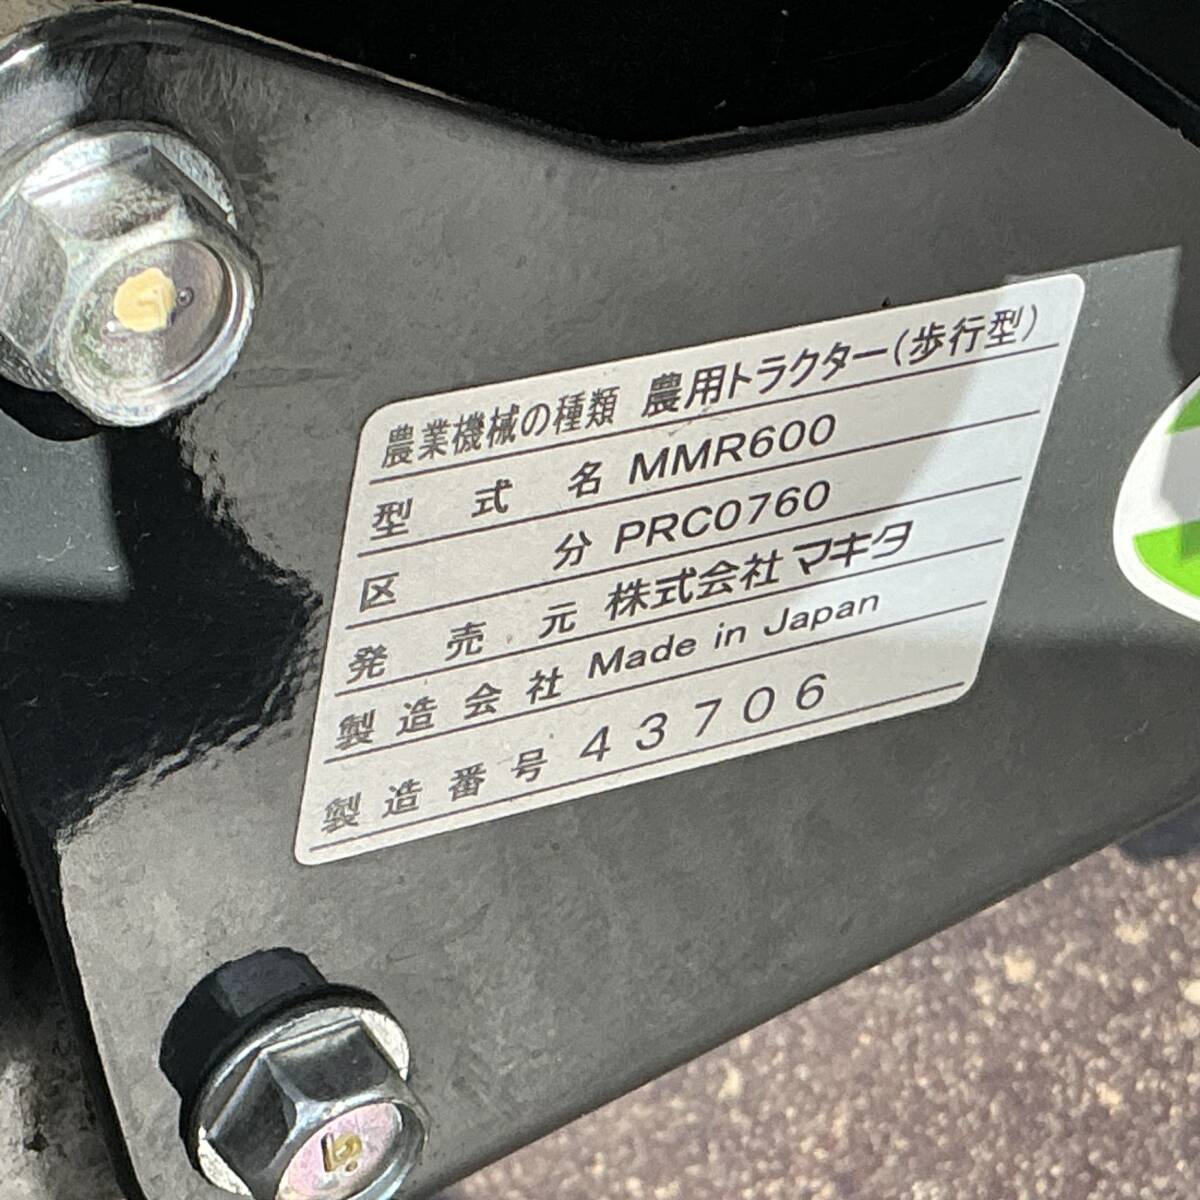 農業機械の種類 農用トラクター(歩行型)
型式名 MMR600
区分 PRC0760
発売元 株式会社マキタ
製造会社 Made in Japan
製造番号 43706